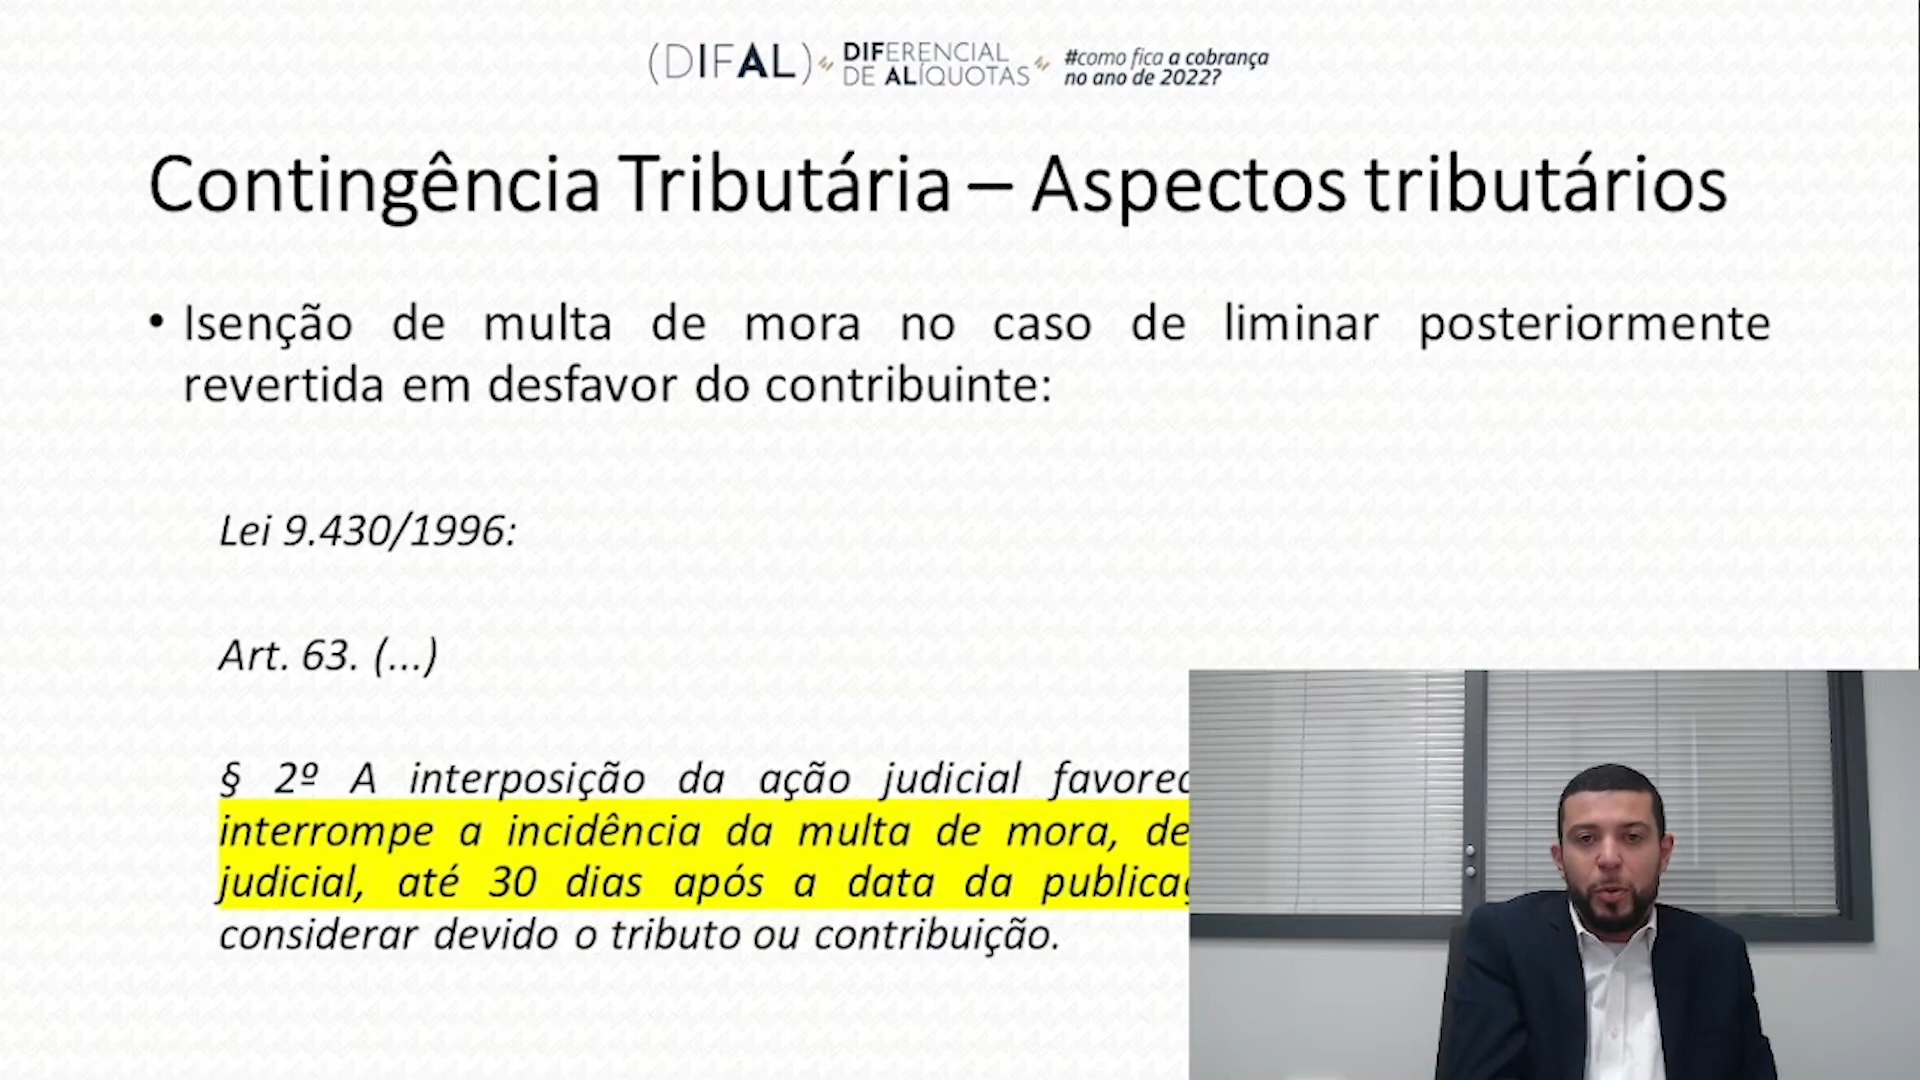 (DIFAL) DIFERENCIAL DE ALÍQUOTAS #como fica a cobrança no ano de 2022?
Contingência Tributária – Aspectos tributários
• Isenção de multa de mora no caso de liminar posteriormente
revertida em desfavor do contribuinte:
Lei 9.430/1996:
Art. 63. (...)
§ 2º A interposição da ação judicial
interrompe a incidência da multa de mora,
judicial, até 30 dias após a data da
considerar devido o tributo ou contribuição.